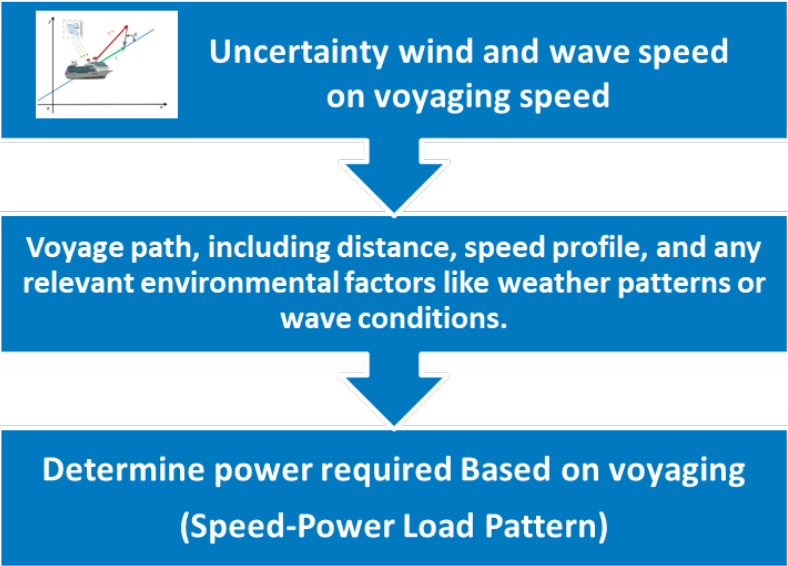 Uncertainty wind and wave speed
on voyaging speed
Voyage path, including distance, speed profile, and any
relevant environmental factors like weather patterns or
wave conditions.
Determine power required Based on voyaging
(Speed-Power Load Pattern)